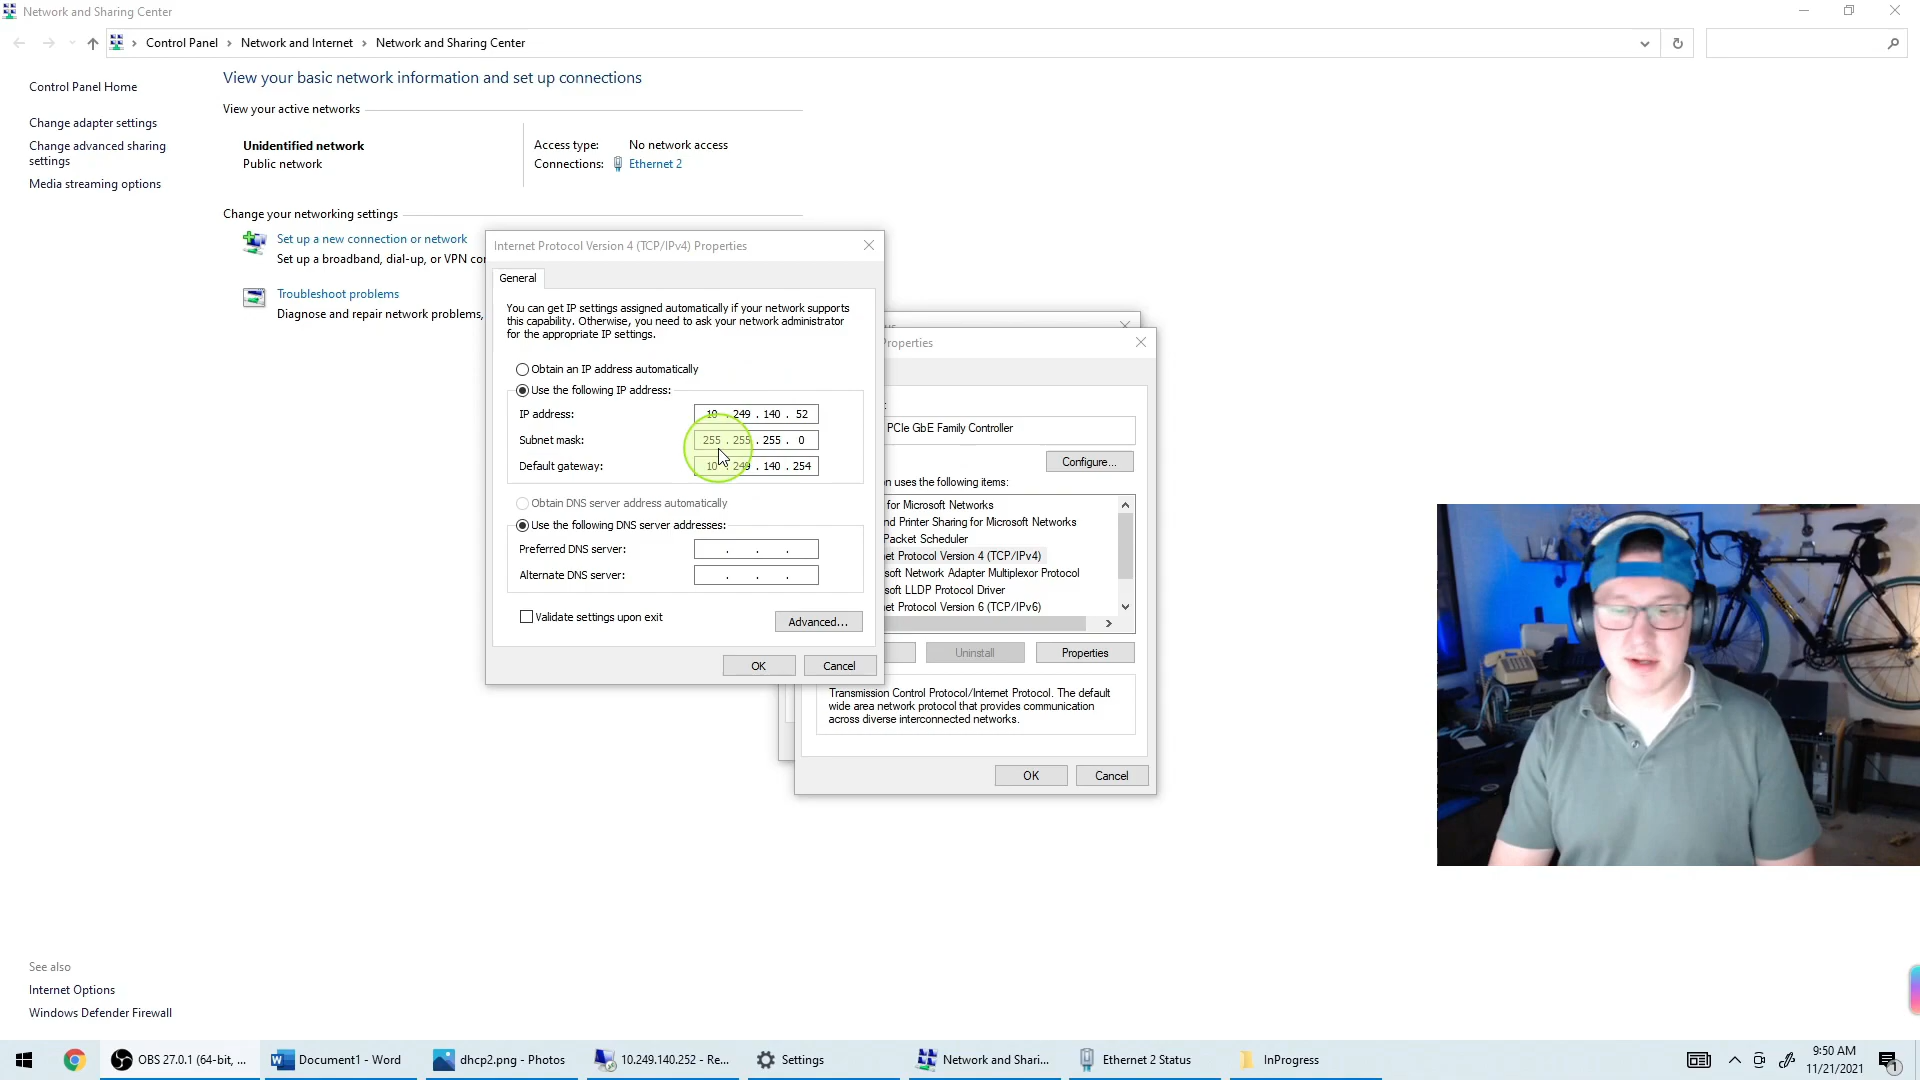 Network and Sharing Center
Control Panel › Network and Internet › Network and Sharing Center
Control Panel Home
Change adapter settings
Change advanced sharing
settings
Media streaming options
View your basic network information and set up connections
View your active networks
Unidentified network
Public network
Access type: No network access
Connections: Ethernet 2
Change your networking settings
Set up a new connection or network
Set up a broadband, dial-up, or VPN
Troubleshoot problems
Diagnose and repair network problems,
Internet Protocol Version 4 (TCP/IPv4) Properties
General
You can get IP settings assigned automatically if your network supports
this capability. Otherwise, you need to ask your network administrator
for the appropriate IP settings.
Obtain an IP address automatically
Use the following IP address:
IP address: 10 . 249 . 140 . 52
Subnet mask: 255 . 255 . 255 . 0
Default gateway: 10 . 249 . 140 . 254
Obtain DNS server address automatically
Use the following DNS server addresses:
Preferred DNS server: . . .
Alternate DNS server: . . .
Validate settings upon exit
Advanced...
OK Cancel
Properties
PCIe GbE Family Controller
Configure...
uses the following items:
for Microsoft Networks
nd Printer Sharing for Microsoft Networks
Packet Scheduler
et Protocol Version 4 (TCP/IPv4)
soft Network Adapter Multiplexor Protocol
soft LLDP Protocol Driver
et Protocol Version 6 (TCP/IPv6)
Uninstall Properties
Transmission Control Protocol/Internet Protocol. The default
wide area network protocol that provides communication
across diverse interconnected networks.
OK Cancel
See also
Internet Options
Windows Defender Firewall
OBS 27.0.1 (64-bit, ...
Document1 - Word
dhcp2.png - Photos
10.249.140.252 - Re...
Settings
Network and Shari...
Ethernet 2 Status
InProgress
9:50 AM
11/21/2021
1